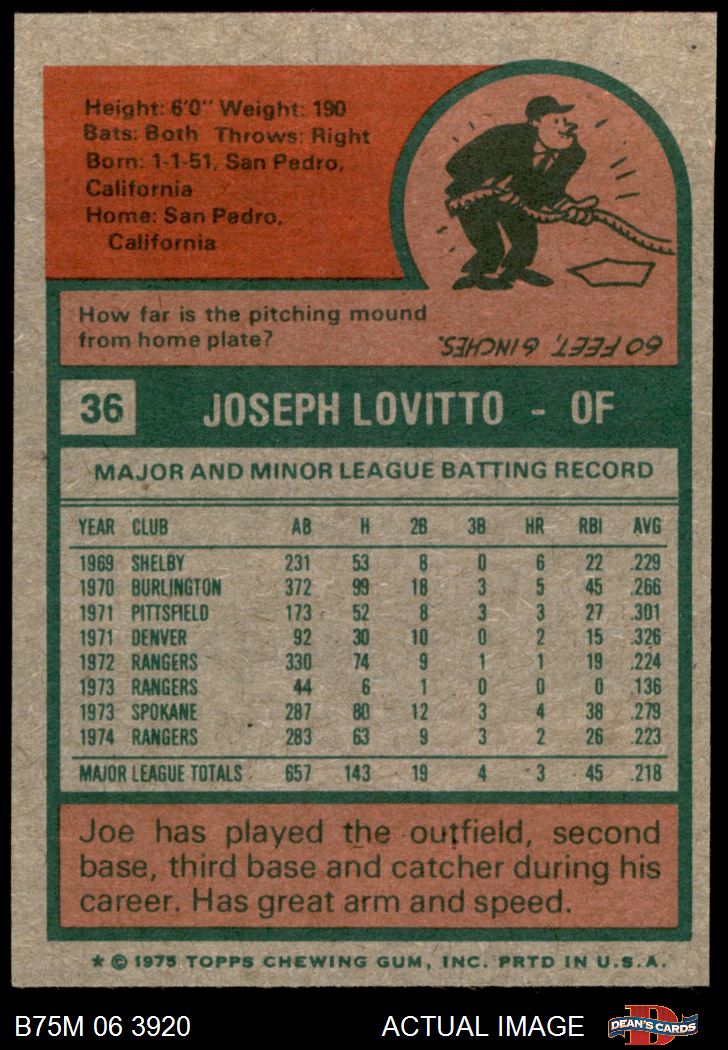 Height: 6'0" Weight: 190
Bats: Both Throws: Right
Born: 1-1-51, San Pedro,
California
Home: San Pedro,
California
How far is the pitching mound
from home plate?
60 FEET, 6 INCHES.
36 JOSEPH LOVITTO - OF
MAJOR AND MINOR LEAGUE BATTING RECORD
YEAR CLUB AB H 2B 3B HR RBI AVG
1969 SHELBY 231 53 8 0 6 22 .229
1970 BURLINGTON 372 99 18 3 5 45 .266
1971 PITTSFIELD 173 52 8 3 3 27 .301
1971 DENVER 92 30 10 0 2 15 .326
1972 RANGERS 330 74 9 1 1 19 .224
1973 RANGERS 44 6 1 0 0 0 .136
1973 SPOKANE 287 80 12 3 4 38 .279
1974 RANGERS 283 63 9 3 2 26 .223
MAJOR LEAGUE TOTALS 657 143 19 4 3 45 .218
Joe has played the outfield, second
base, third base and catcher during his
career. Has great arm and speed.
* © 1975 TOPPS CHEWING GUM, INC. PRTD IN U.S.A.
B75M 06 3920 ACTUAL IMAGE D DEAN'S CARDS